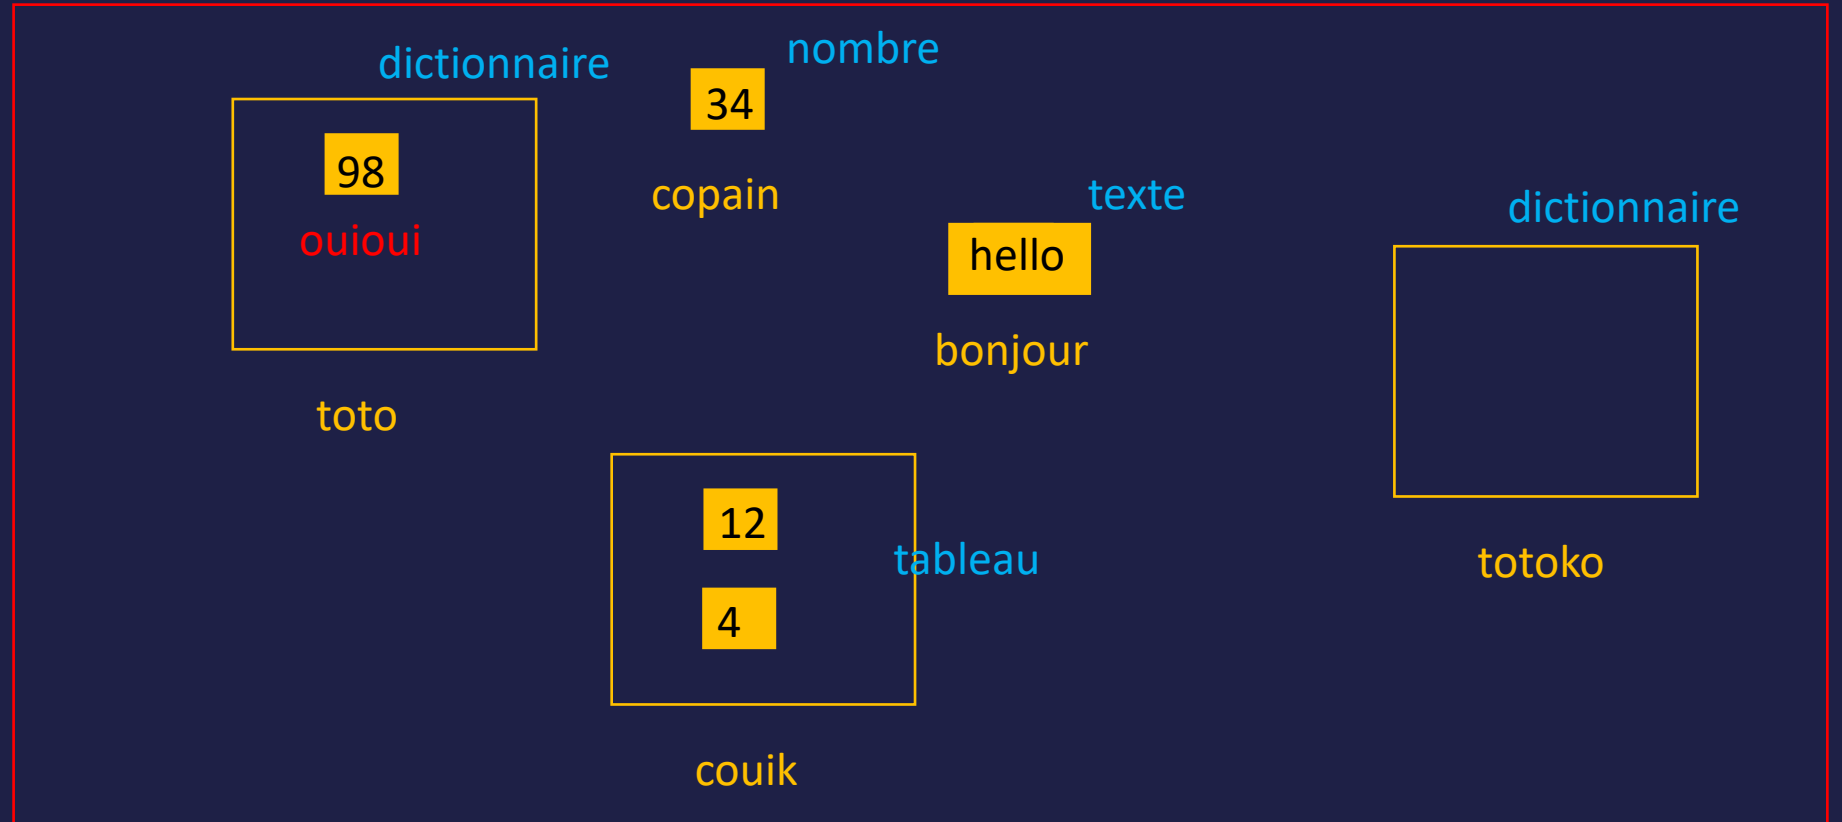 dictionnaire
98
ouioui
toto
nombre
34
copain
texte
hello
bonjour
dictionnaire
totoko
12
4
tableau
couik